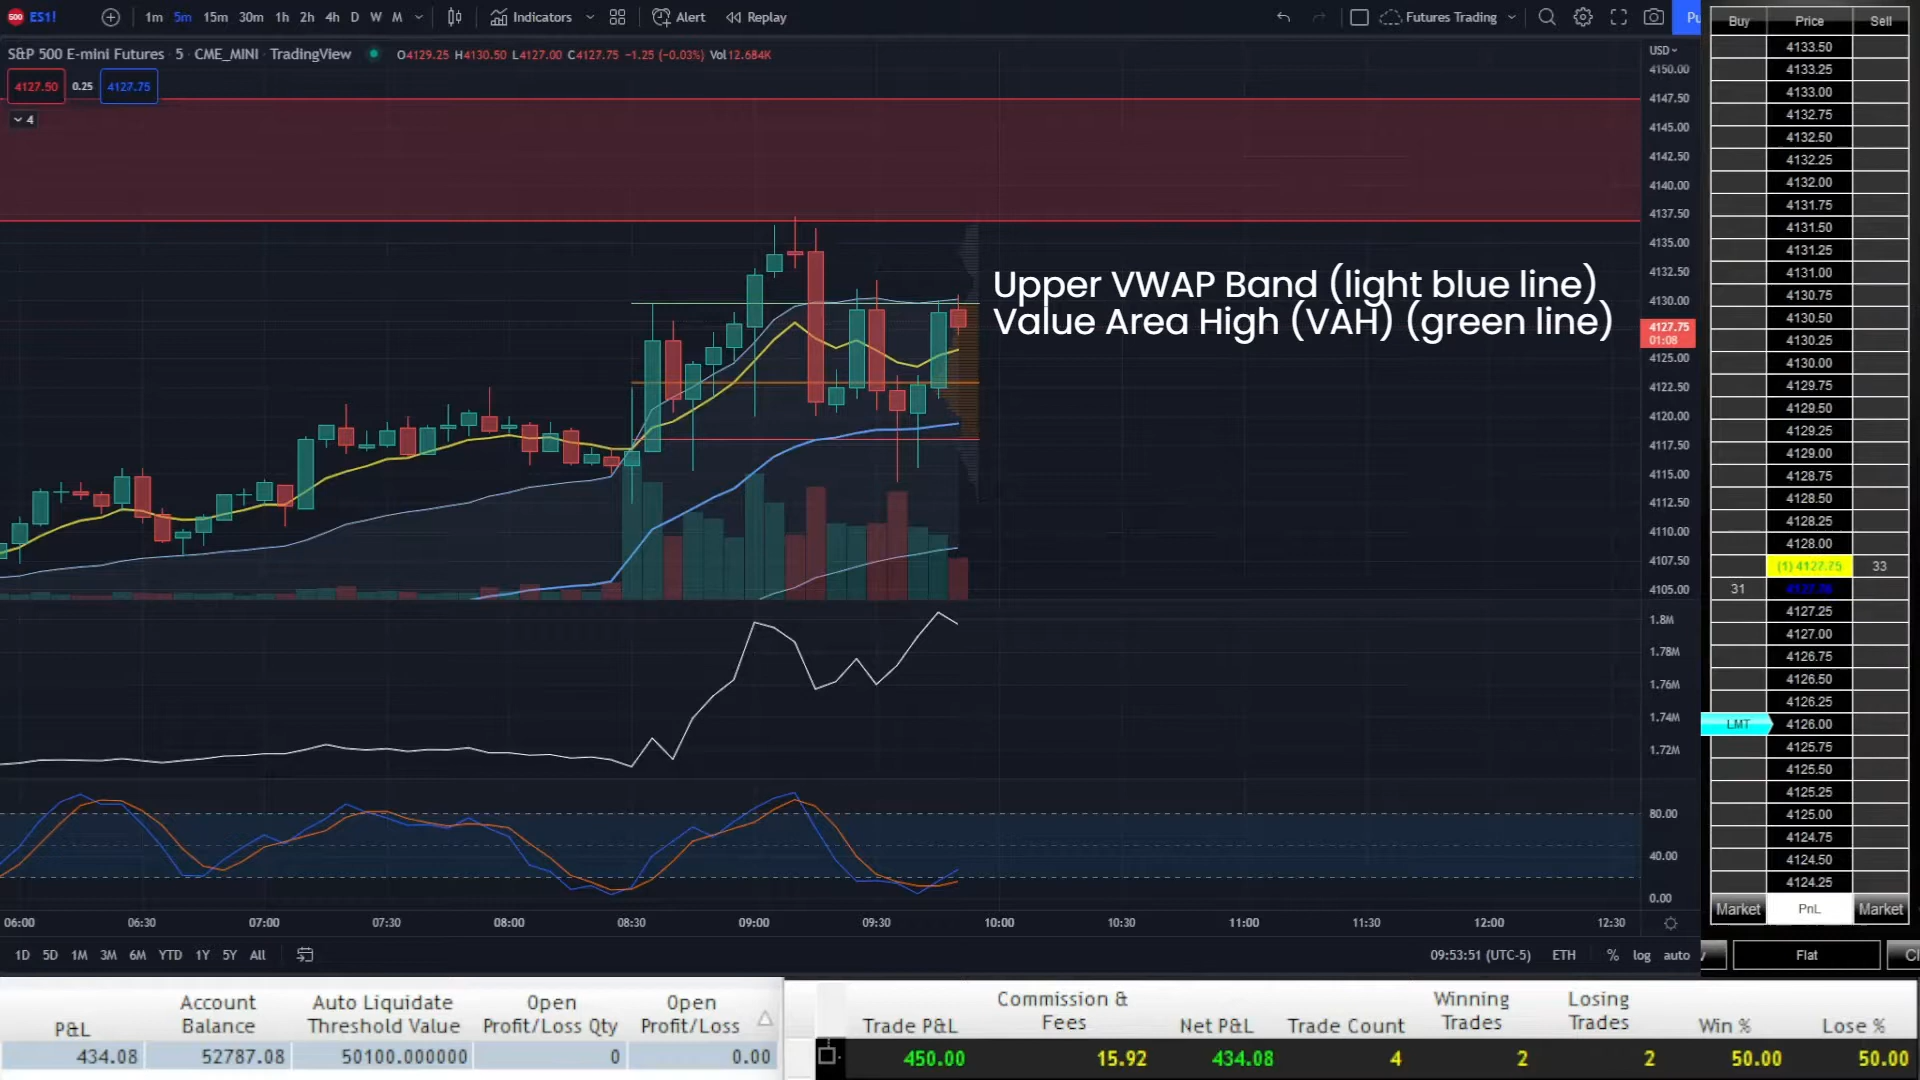 500 ES1! 1m 5m 15m 30m 1h 2h 4h D W M Indicators Alert Replay Futures Trading Pu
S&P 500 E-mini Futures · 5 · CME_MINI · TradingView O4129.25 H4130.50 L4127.00 C4127.75 −1.25 (−0.03%) Vol 12.684K
4127.50 0.25 4127.75
4
USD
4150.00
4147.50
4145.00
4142.50
4140.00
4137.50
4135.00
4132.50
4130.00
4127.75
01:08
4125.00
4122.50
4120.00
4117.50
4115.00
4112.50
4110.00
4107.50
4105.00
Upper VWAP Band (light blue line)
Value Area High (VAH) (green line)
1.8M
1.78M
1.76M
1.74M
1.72M
80.00
40.00
0.00
06:00 06:30 07:00 07:30 08:00 08:30 09:00 09:30 10:00 10:30 11:00 11:30 12:00 12:30
1D 5D 1M 3M 6M YTD 1Y 5Y All 09:53:51 (UTC-5) ETH % log auto
Buy Price Sell
4133.50
4133.25
4133.00
4132.75
4132.50
4132.25
4132.00
4131.75
4131.50
4131.25
4131.00
4130.75
4130.50
4130.25
4130.00
4129.75
4129.50
4129.25
4129.00
4128.75
4128.50
4128.25
4128.00
(1) 4127.75 33
31
4127.25
4127.00
4126.75
4126.50
4126.25
LMT 4126.00
4125.75
4125.50
4125.25
4125.00
4124.75
4124.50
4124.25
Market PnL Market
Flat
P&L Account Balance Auto Liquidate Threshold Value Open Profit/Loss Qty Open Profit/Loss
434.08 52787.08 50100.000000 0 0.00
Trade P&L Commission & Fees Net P&L Trade Count Winning Trades Losing Trades Win % Lose %
450.00 15.92 434.08 4 2 2 50.00 50.00